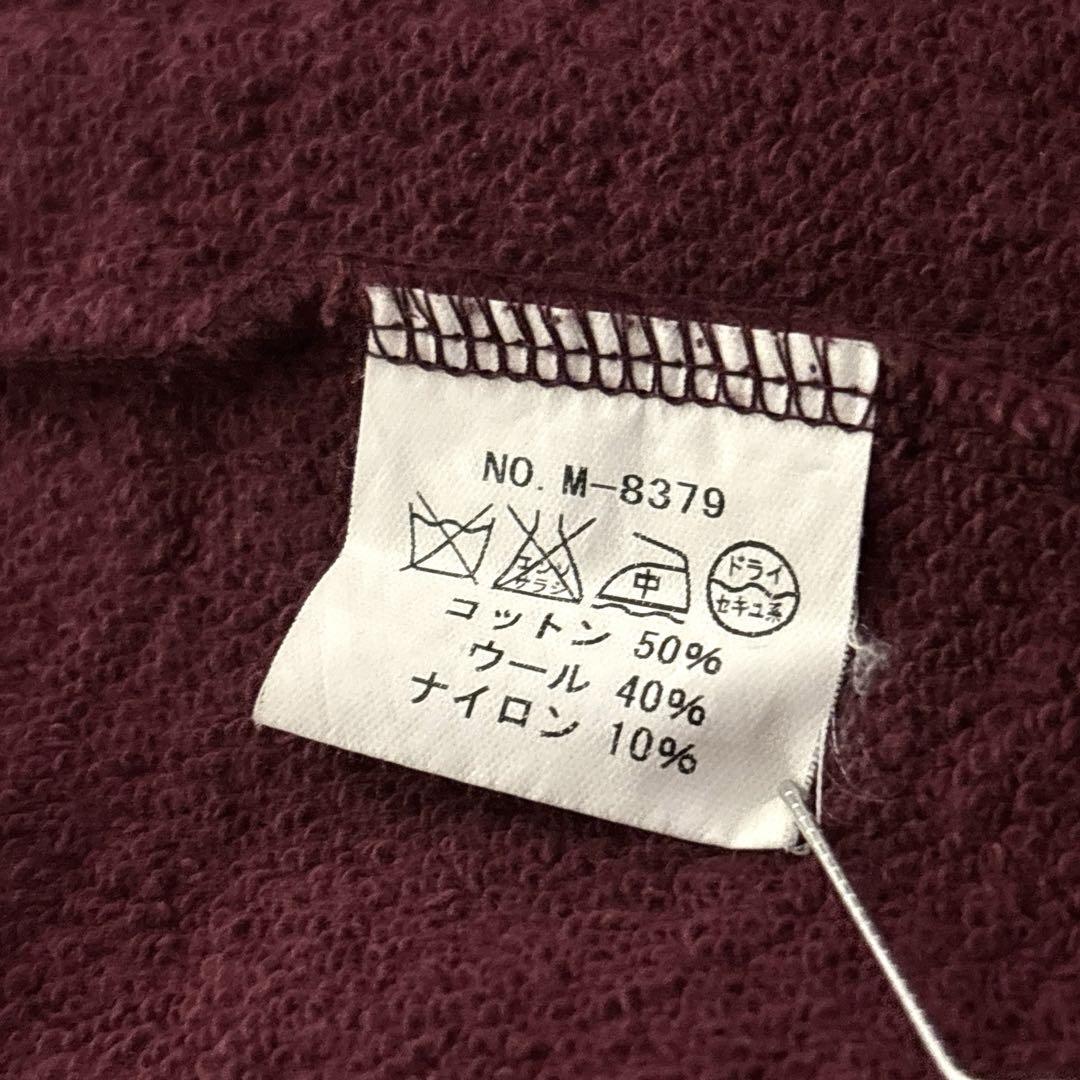 NO. M-8379
エンソ
サラシ
中
ドライ
セキユ系
コットン 50%
ウール 40%
ナイロン 10%